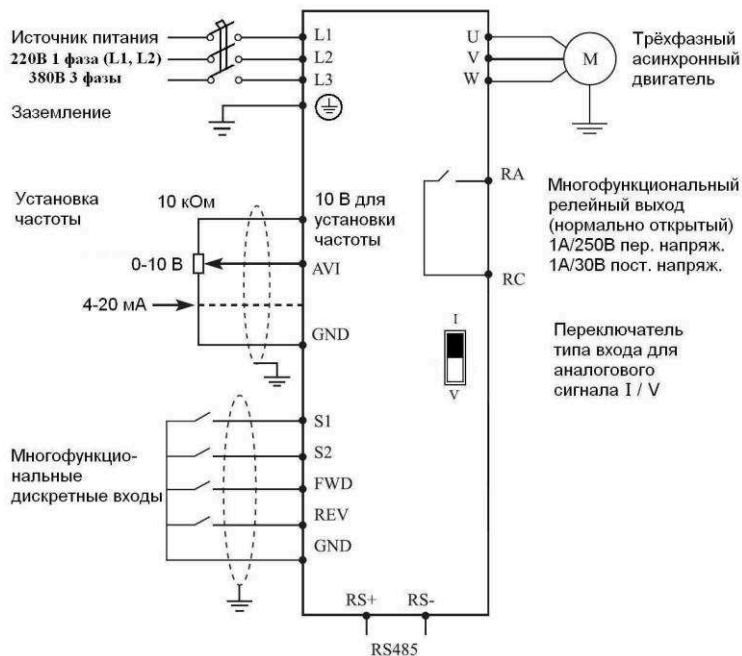 Источник питания
220В 1 фаза (L1, L2)
380В 3 фазы
Заземление
L1
L2
L3
U
V
W
M
Трёхфазный
асинхронный
двигатель
Установка
частоты
10 кОм
0-10 В
4-20 мА
10 В для
установки
частоты
AVI
GND
RA
RC
Многофункциональный
релейный выход
(нормально открытый)
1А/250В пер. напряж.
1А/30В пост. напряж.
I
V
Переключатель
типа входа для
аналогового
сигнала I / V
Многофункцио-
нальные
дискретные входы
S1
S2
FWD
REV
GND
RS+ RS-
RS485